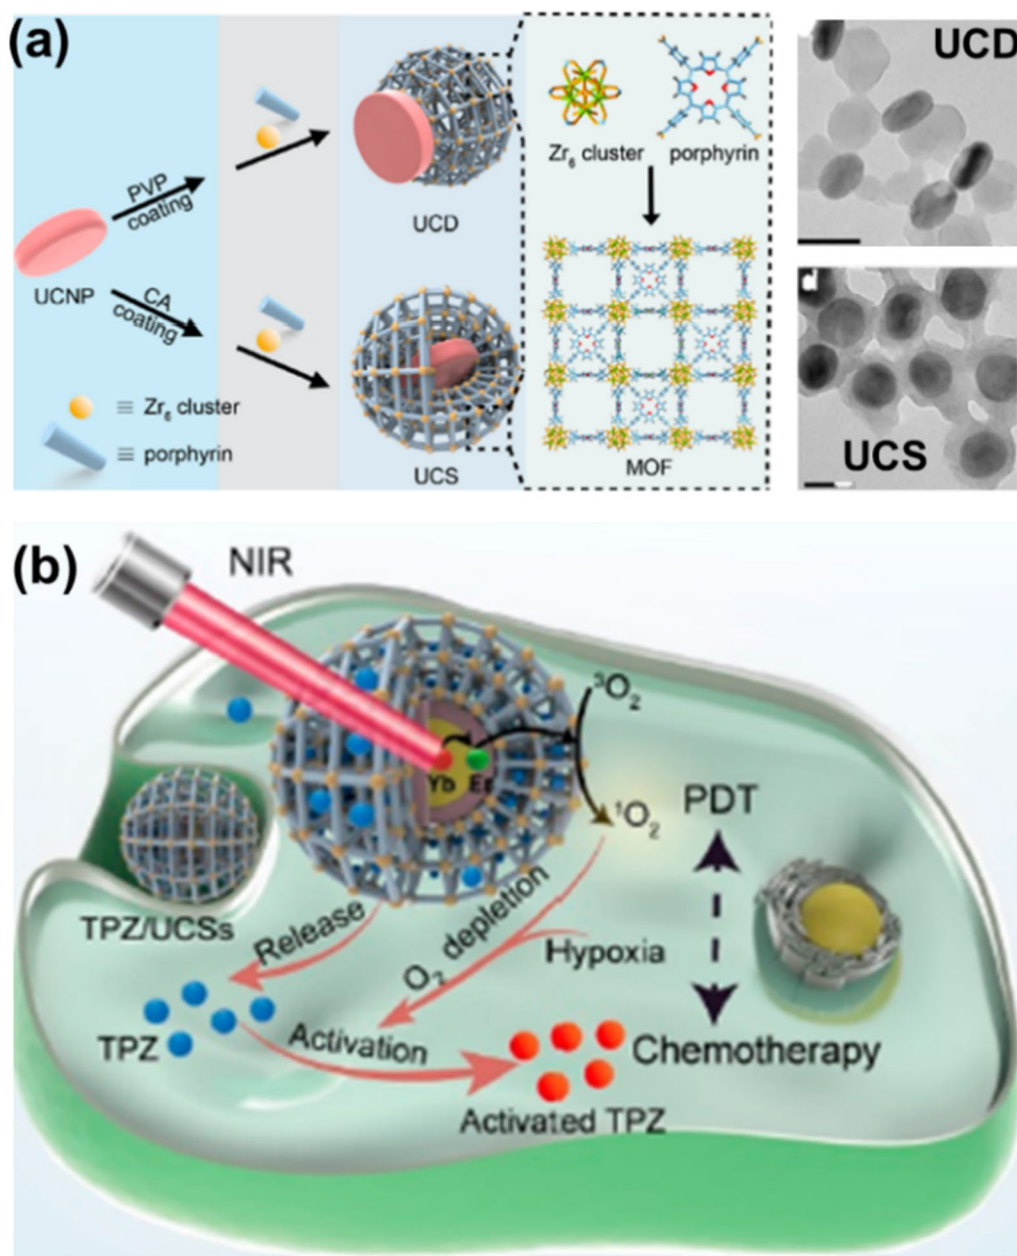 (a)
UCNP
PVP
coating
CA
coating
≡ Zr₆ cluster
≡ porphyrin
UCD
UCS
Zr₆ cluster
porphyrin
MOF
UCD
d
UCS
(b)
NIR
Yb
Er
³O₂
¹O₂
PDT
TPZ/UCSs
Release
O₂ depletion
Hypoxia
TPZ
Activation
Chemotherapy
Activated TPZ